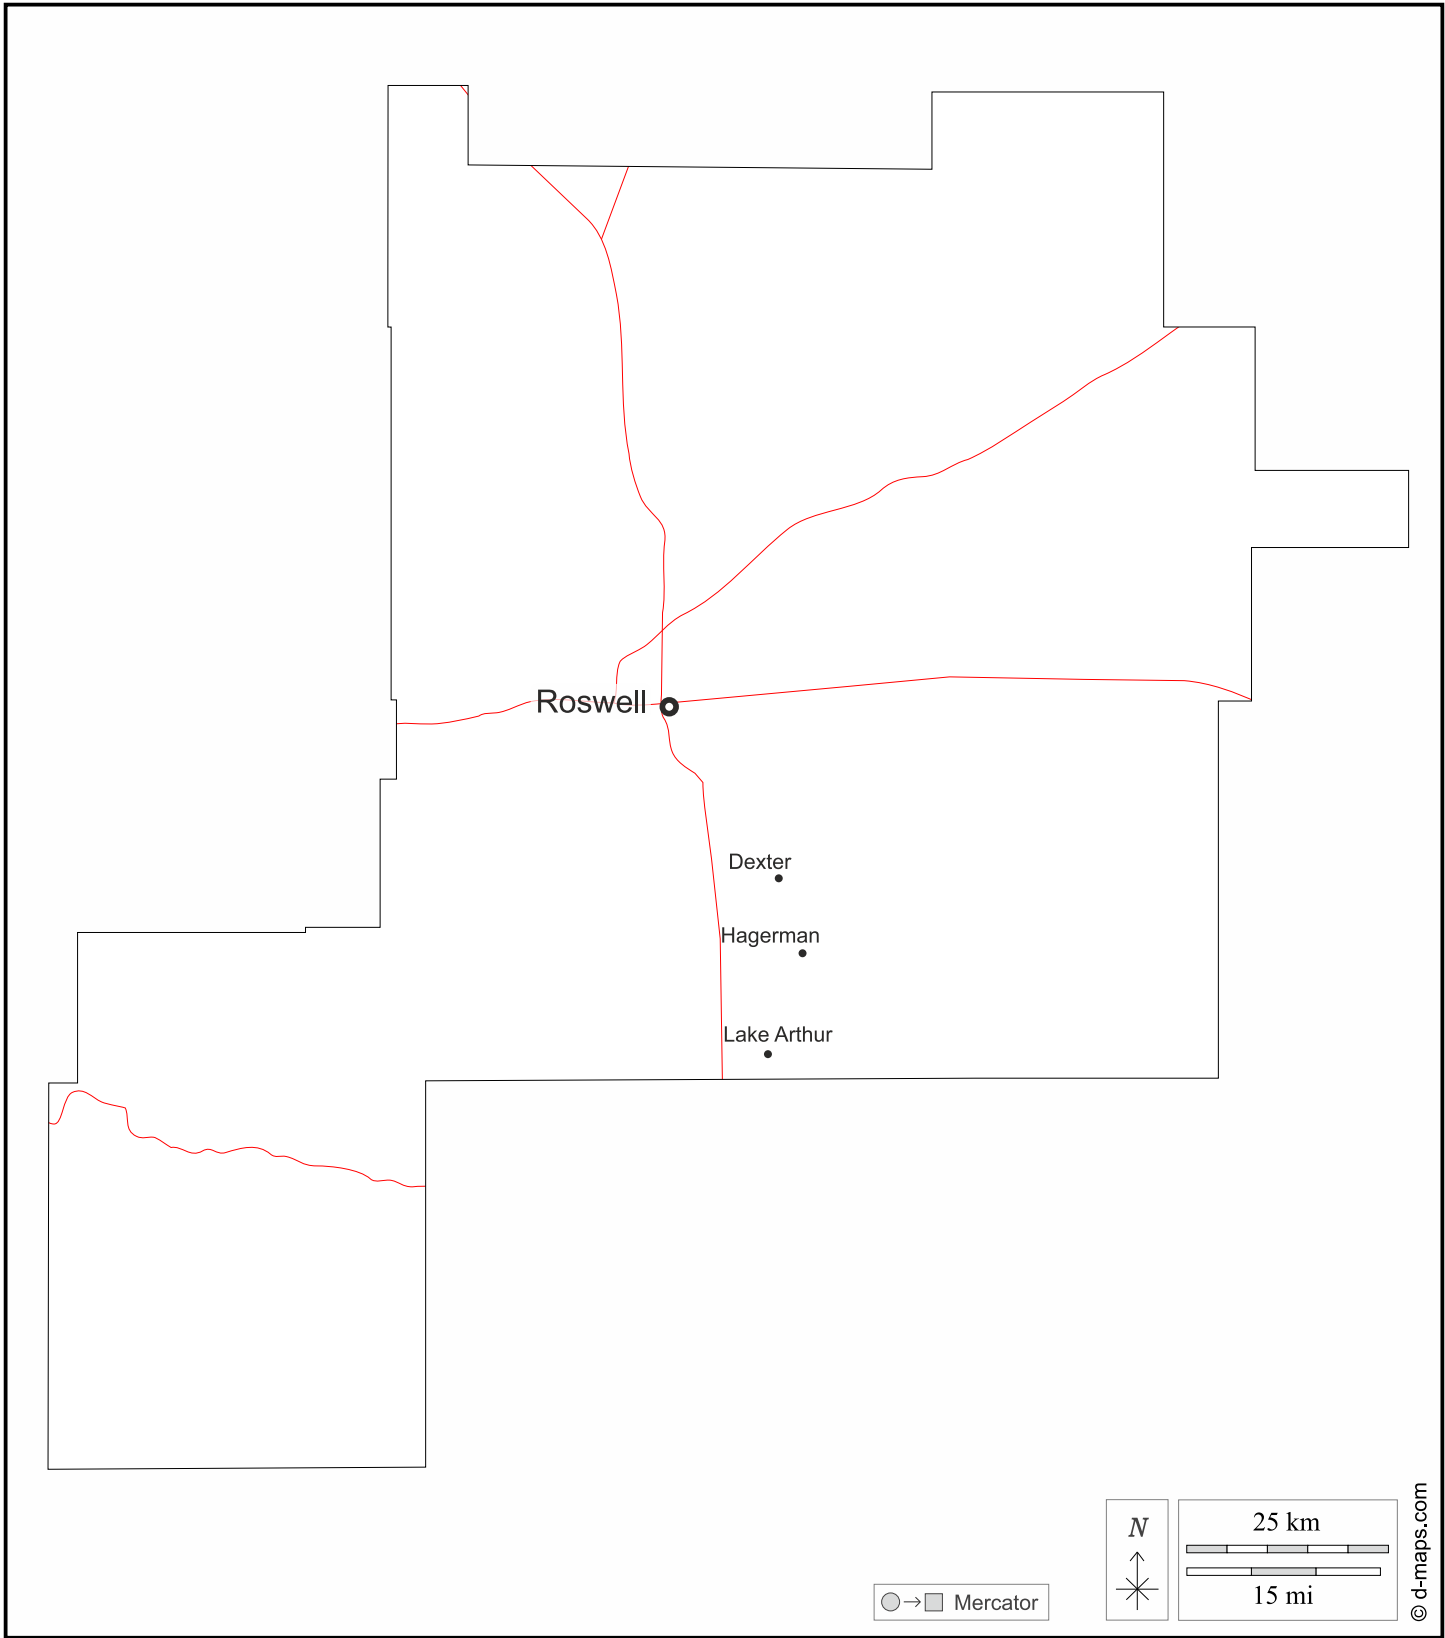 Roswell
Dexter
Hagerman
Lake Arthur
N
25 km
15 mi
Mercator
© d-maps.com